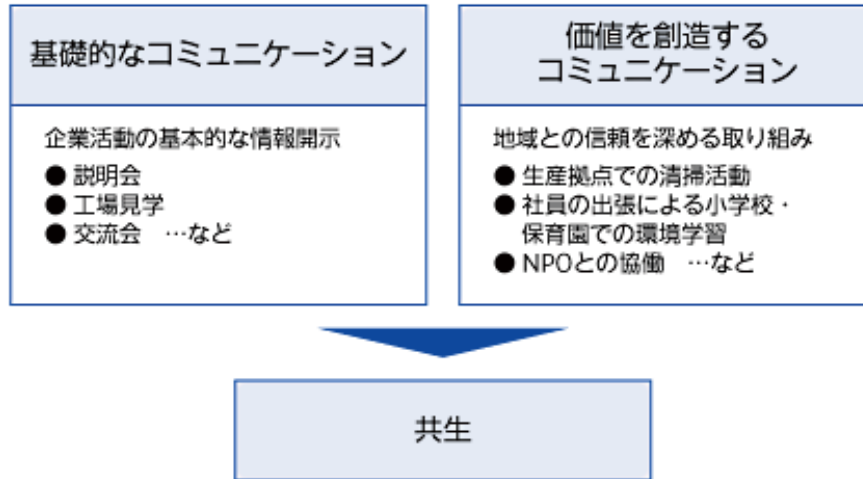 基礎的なコミュニケーション
企業活動の基本的な情報開示
● 説明会
● 工場見学
● 交流会　…など
価値を創造する
コミュニケーション
地域との信頼を深める取り組み
● 生産拠点での清掃活動
● 社員の出張による小学校・
保育園での環境学習
● NPOとの協働　…など
共生